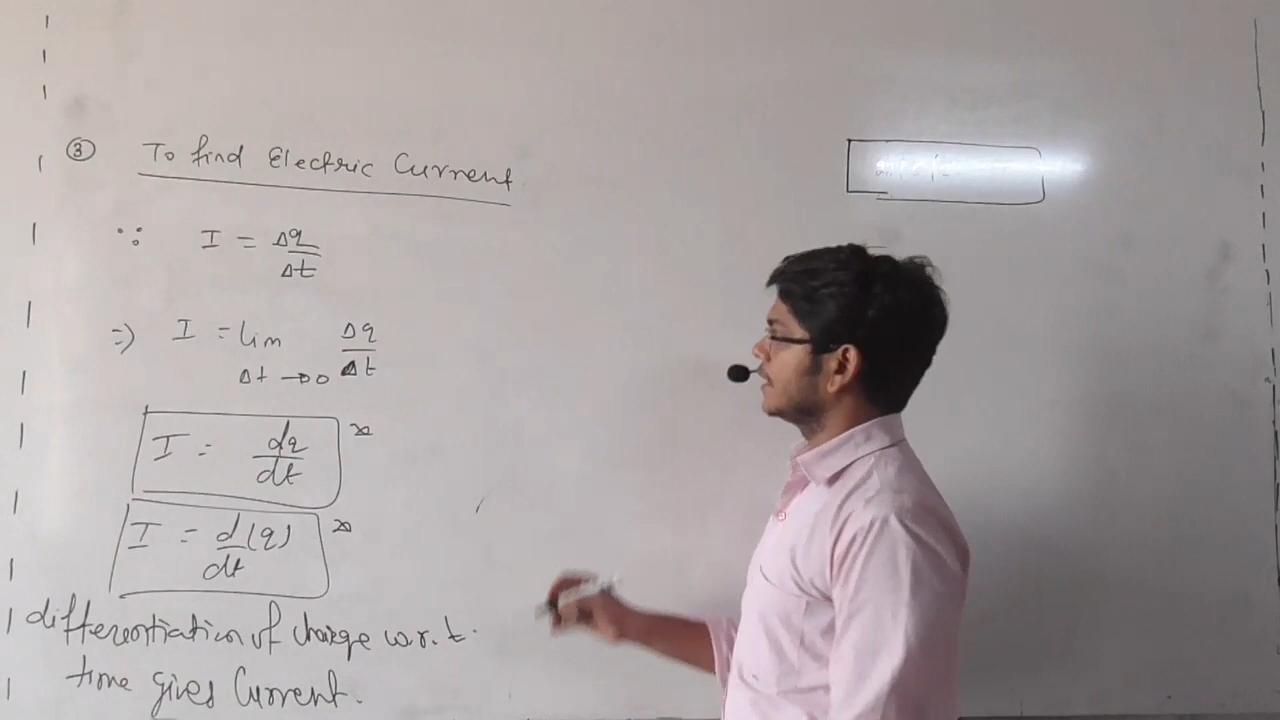 ③ To find Electric Current
∵ I = Δq/Δt
=> I = lim Δt→0 Δq/Δt
I = dq/dt
I = d/dt (q)
differentiation of charge w.r.t.
time gives Current.